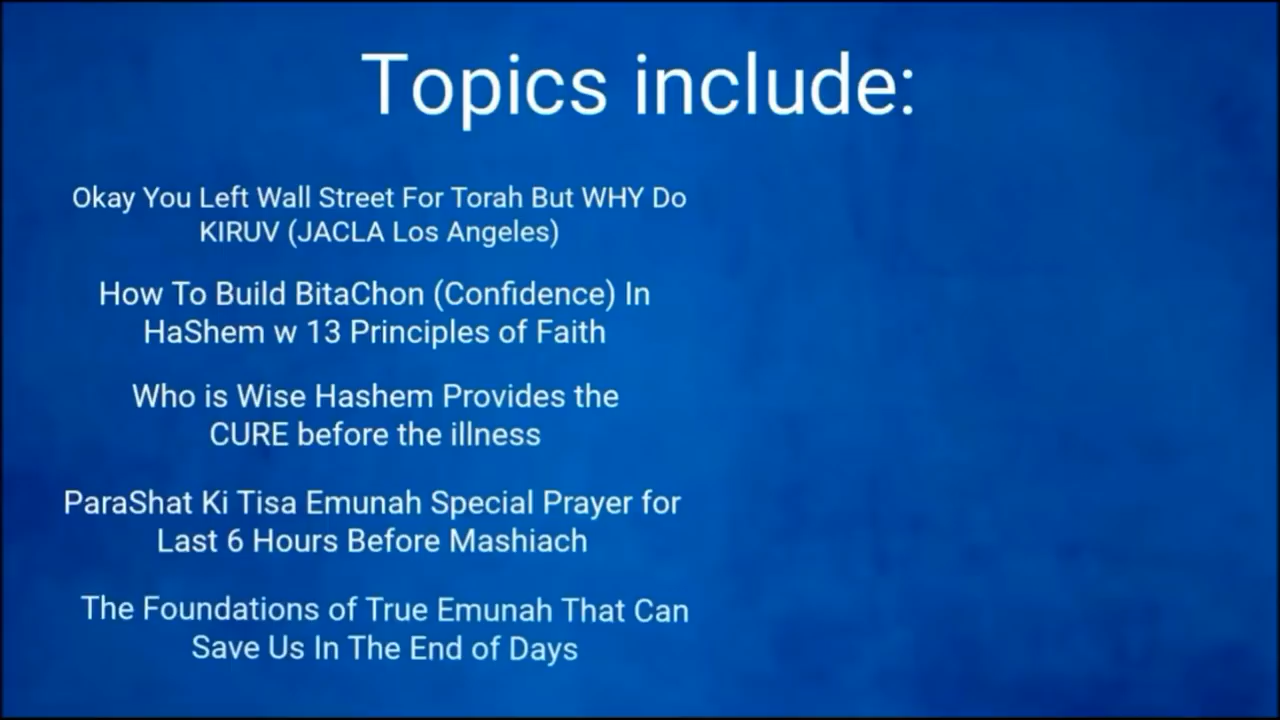 Topics include:
Okay You Left Wall Street For Torah But WHY Do
KIRUV (JACLA Los Angeles)
How To Build BitaChon (Confidence) In
HaShem w 13 Principles of Faith
Who is Wise Hashem Provides the
CURE before the illness
ParaShat Ki Tisa Emunah Special Prayer for
Last 6 Hours Before Mashiach
The Foundations of True Emunah That Can
Save Us In The End of Days